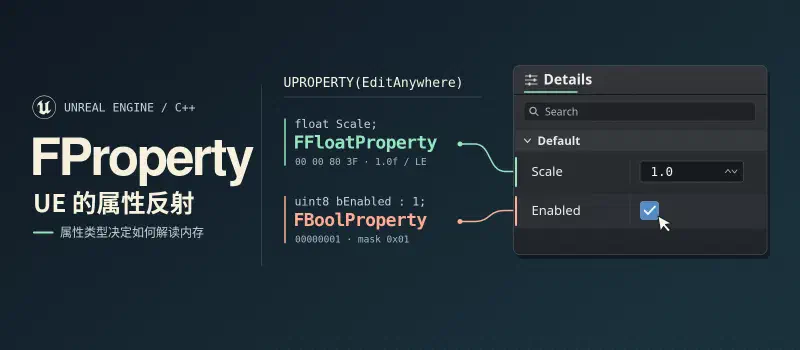 UNREAL ENGINE / C++
FProperty
UE 的属性反射
属性类型决定如何解读内存
UPROPERTY(EditAnywhere)
float Scale;
FFloatProperty
00 00 80 3F · 1.0f / LE
uint8 bEnabled : 1;
FBoolProperty
00000001 · mask 0x01
Details
Search
Default
Scale
1.0
Enabled